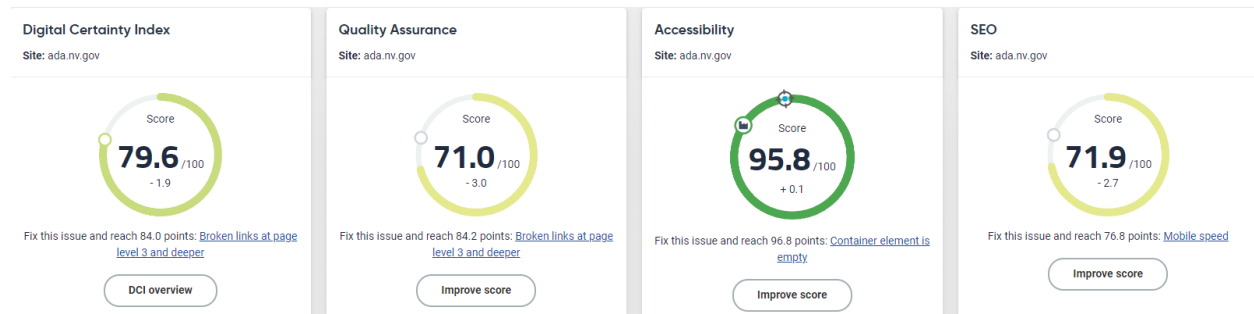 Digital Certainty Index
Site: ada.nv.gov
Score
79.6 /100
- 1.9
Fix this issue and reach 84.0 points: Broken links at page
level 3 and deeper
DCI overview
Quality Assurance
Site: ada.nv.gov
Score
71.0 /100
- 3.0
Fix this issue and reach 84.2 points: Broken links at page
level 3 and deeper
Improve score
Accessibility
Site: ada.nv.gov
Score
95.8 /100
+ 0.1
Fix this issue and reach 96.8 points: Container element is
empty
Improve score
SEO
Site: ada.nv.gov
Score
71.9 /100
- 2.7
Fix this issue and reach 76.8 points: Mobile speed
Improve score